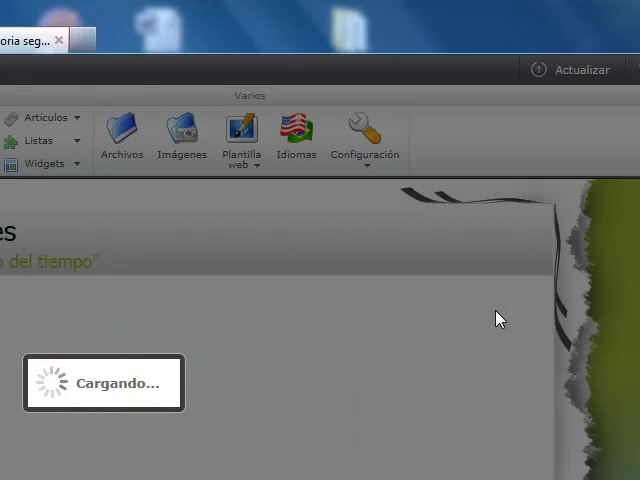 oria seg...
Actualizar
Varios
Artículos
Listas
Widgets
Archivos
Imágenes
Plantilla
web
Idiomas
Configuración
es
o del tiempo"
Cargando...